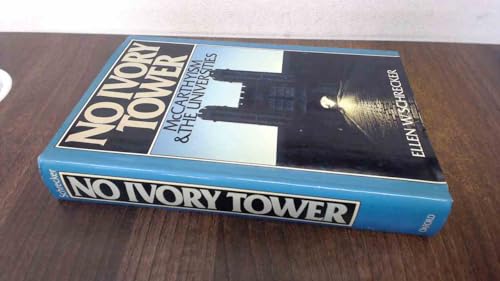 NO IVORY
TOWER
McCARTHYISM
& THE UNIVERSITIES
ELLEN W. SCHRECKER
Schrecker
NO IVORY TOWER
OXFORD